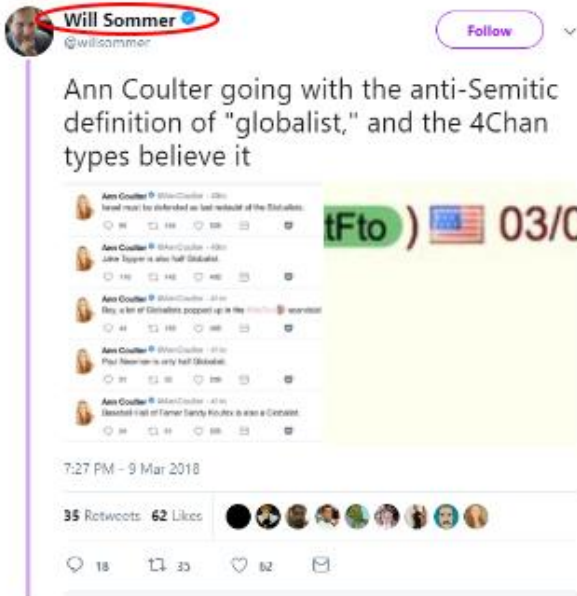 Will Sommer
@willsommer
Follow
Ann Coulter going with the anti-Semitic
definition of "globalist," and the 4Chan
types believe it
Ann Coulter
Israel must be defended as last redoubt of the Globalists.
Ann Coulter
Jake Tapper is also half Globalist.
Ann Coulter
Boy, a lot of Globalists popped up in the
Ann Coulter
Paul Newman is only half Globalist.
Ann Coulter
Baseball Hall of Famer Sandy Koufax is also a Globalist.
tFto ) 03/0
7:27 PM - 9 Mar 2018
35 Retweets 62 Likes
18 35 62